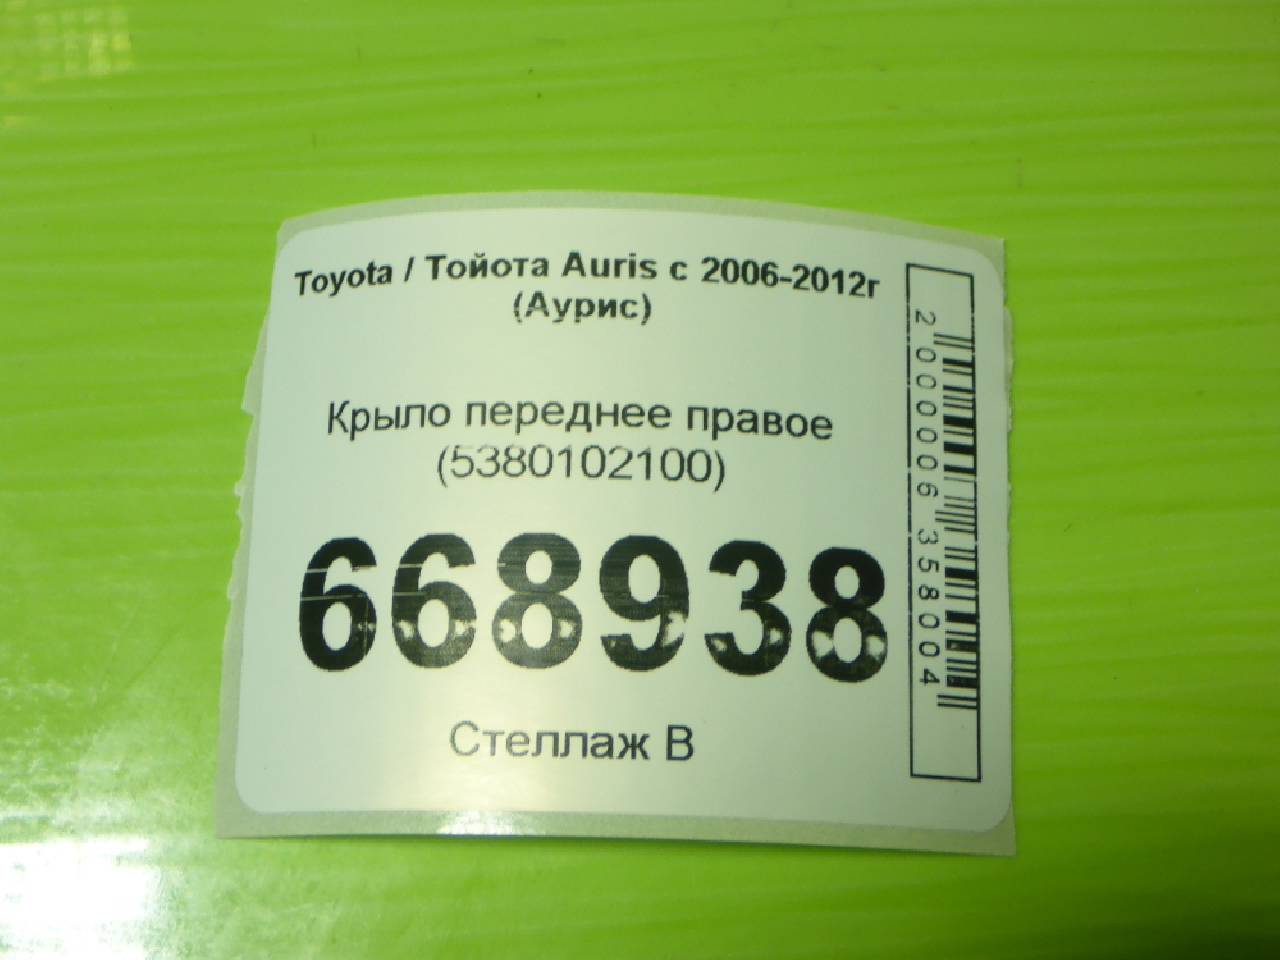 Toyota / Тойота Auris с 2006-2012г
(Аурис)
Крыло переднее правое
(5380102100)
668938
Стеллаж В
2000006358004